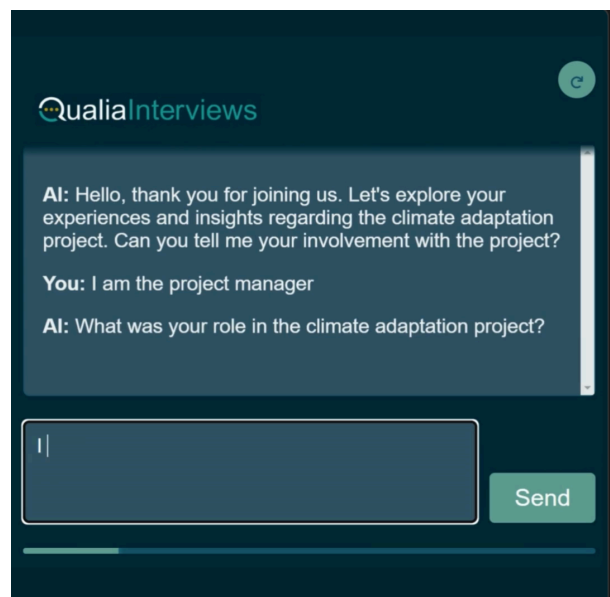 QualiaInterviews
AI: Hello, thank you for joining us. Let's explore your
experiences and insights regarding the climate adaptation
project. Can you tell me your involvement with the project?
You: I am the project manager
AI: What was your role in the climate adaptation project?
I
Send